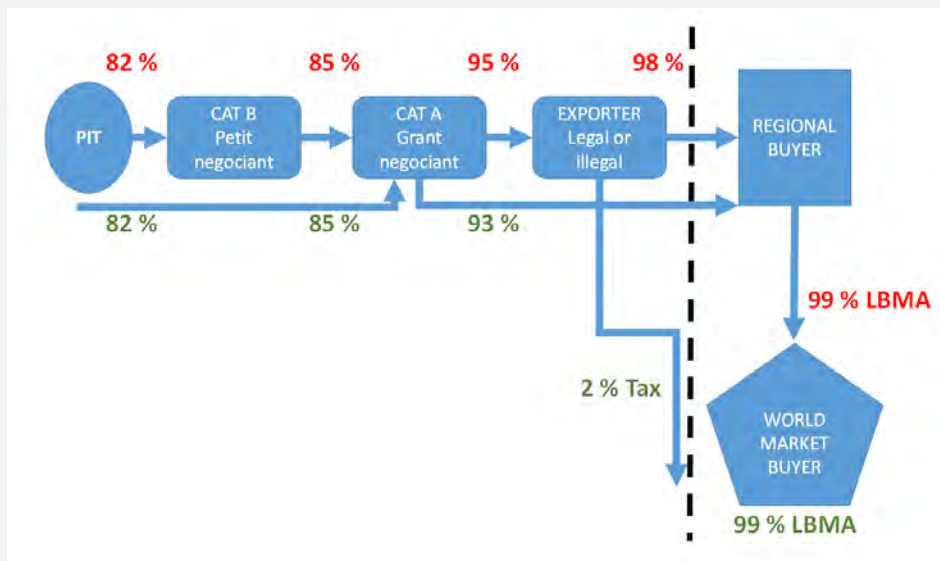 82 %
85 %
95 %
98 %
PIT
CAT B
Petit
negociant
CAT A
Grant
negociant
EXPORTER
Legal or
illegal
REGIONAL
BUYER
82 %
85 %
93 %
99 % LBMA
2 % Tax
WORLD
MARKET
BUYER
99 % LBMA